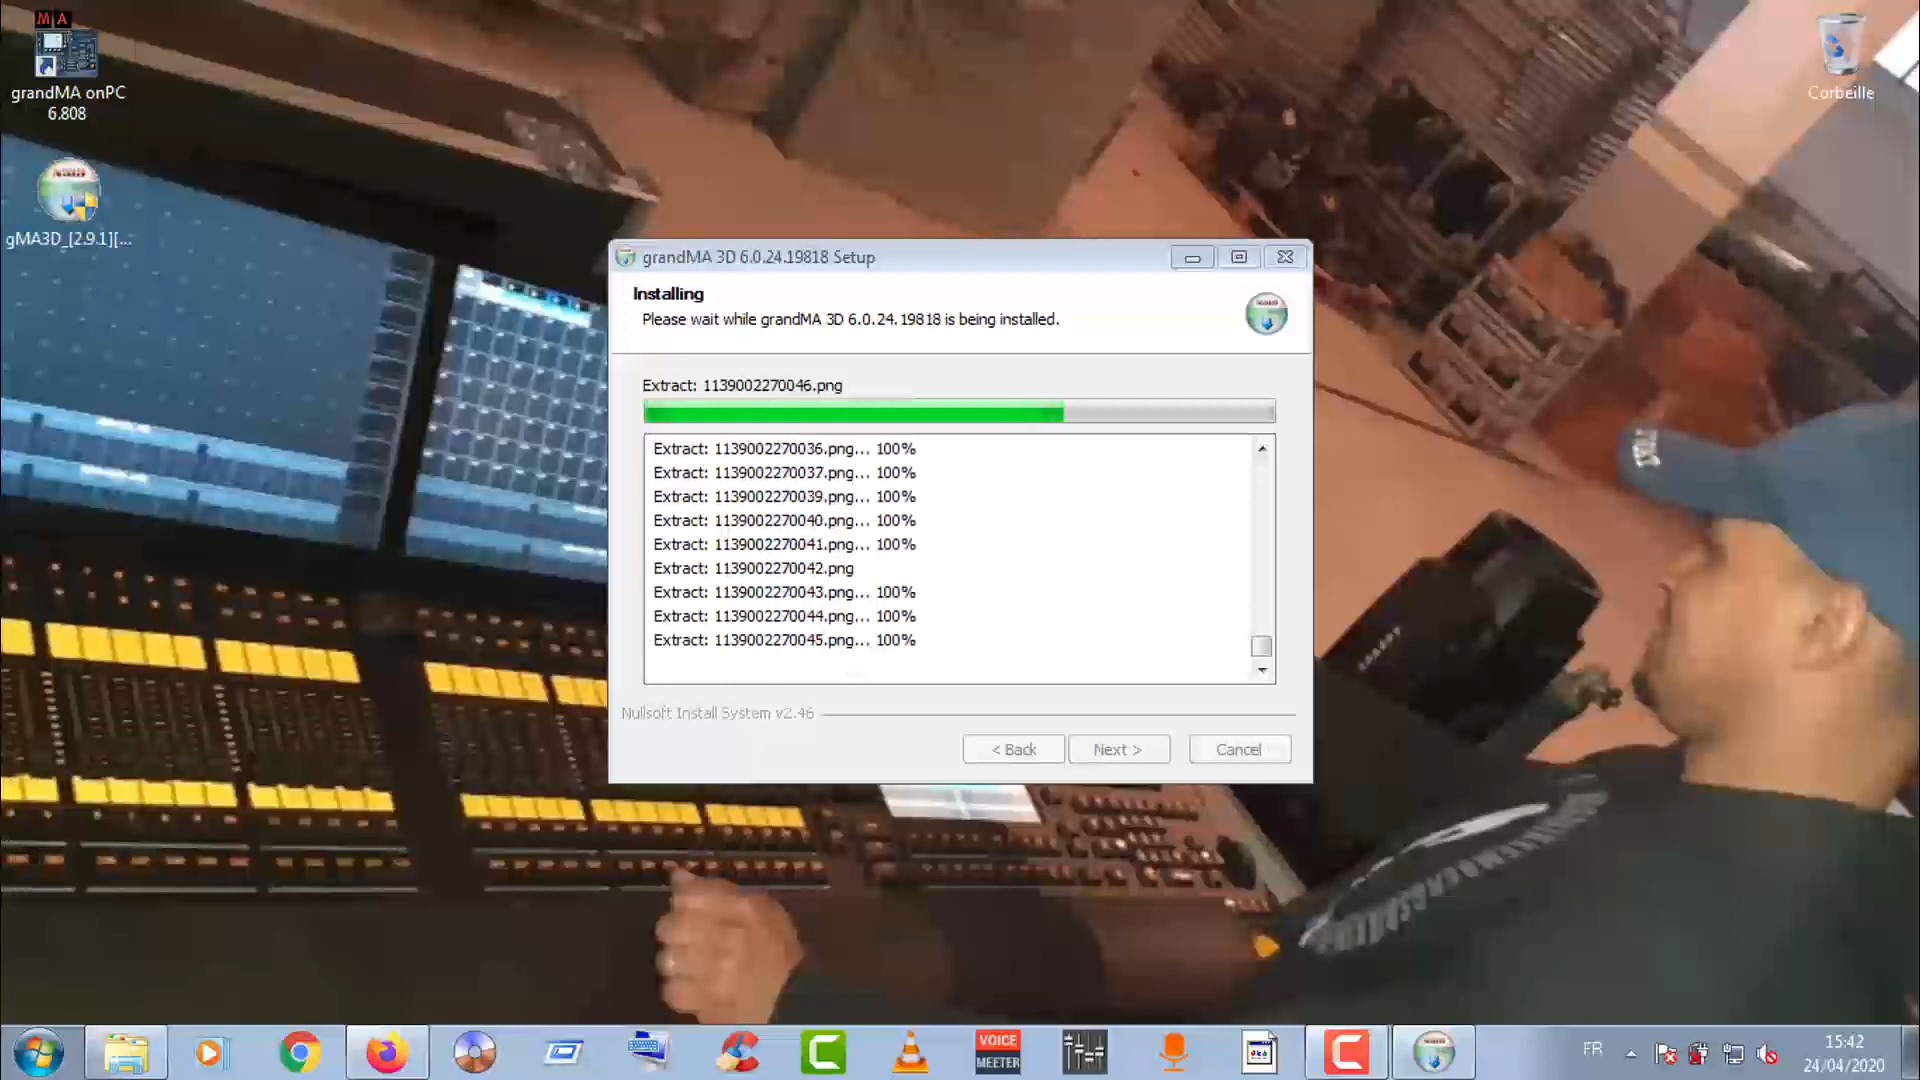 MA
grandMA onPC
6.808
gMA3D_[2.9.1][...
Corbeille
grandMA 3D 6.0.24.19818 Setup
Installing
Please wait while grandMA 3D 6.0.24.19818 is being installed.
Extract: 1139002270046.png
Extract: 1139002270036.png... 100%
Extract: 1139002270037.png... 100%
Extract: 1139002270039.png... 100%
Extract: 1139002270040.png... 100%
Extract: 1139002270041.png... 100%
Extract: 1139002270042.png
Extract: 1139002270043.png... 100%
Extract: 1139002270044.png... 100%
Extract: 1139002270045.png... 100%
Nullsoft Install System v2.46
< Back
Next >
Cancel
VOICE
MEETER
FR
15:42
24/04/2020